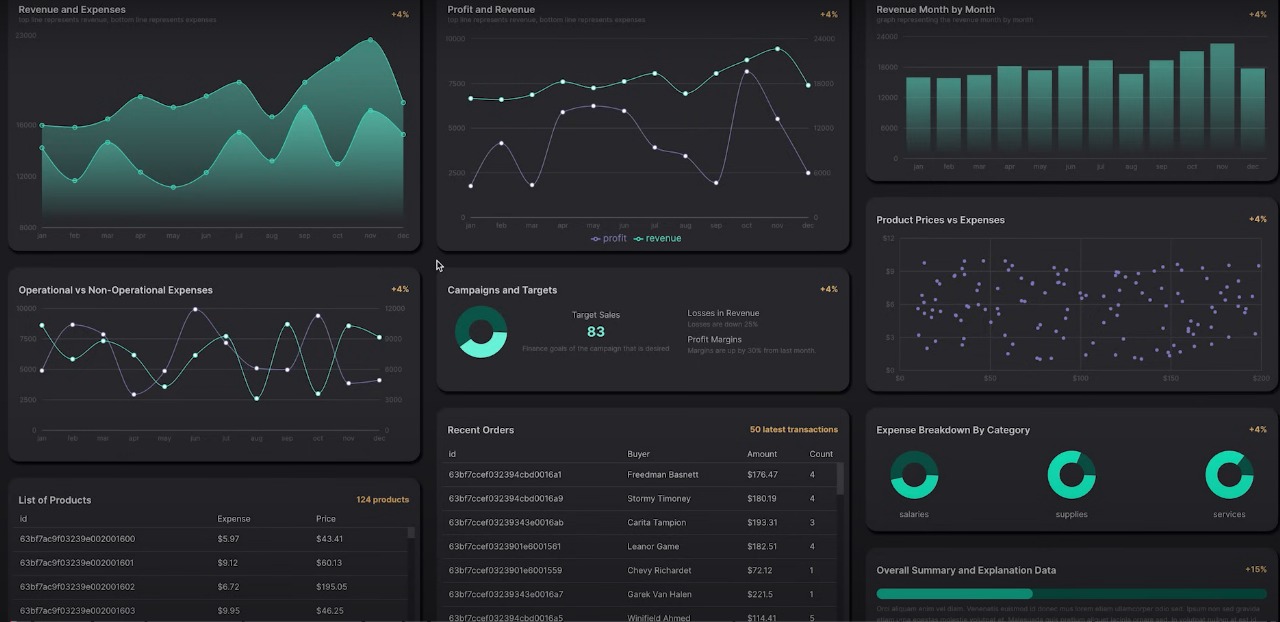 Revenue and Expenses
+4%
top line represents revenue, bottom line represents expenses
23000
16000
12000
8000
jan feb mar apr may jun jul aug sep oct nov dec
Profit and Revenue
+4%
top line represents revenue, bottom line represents expenses
10000 24000
7500 18000
5000 12000
2500 6000
0 0
jan feb mar apr may jun jul aug sep oct nov dec
profit revenue
Revenue Month by Month
+4%
graph representing the revenue month by month
24000
18000
12000
6000
0
jan feb mar apr may jun jul aug sep oct nov dec
Operational vs Non-Operational Expenses
+4%
10000 12000
7500 9000
5000 6000
2500 3000
0 0
jan feb mar apr may jun jul aug sep oct nov dec
Campaigns and Targets
+4%
Target Sales
83
Finance goals of the campaign that is desired
Losses in Revenue
Losses are down 25%
Profit Margins
Margins are up by 30% from last month.
Product Prices vs Expenses
+4%
$12
$9
$6
$3
$0
$0 $50 $100 $150 $200
List of Products
124 products
id Expense Price
63bf7ac9f03239e002001600 $5.97 $43.41
63bf7ac9f03239e002001601 $9.12 $60.13
63bf7ac9f03239e002001602 $6.72 $195.05
63bf7ac9f03239e002001603 $9.95 $46.25
Recent Orders
50 latest transactions
id Buyer Amount Count
63bf7ccef032394cbd0016a1 Freedman Basnett $176.47 4
63bf7ccef032394cbd0016a9 Stormy Timoney $180.19 4
63bf7ccef03239343e0016ab Carita Tampion $193.31 3
63bf7ccef0323901e6001561 Leanor Game $182.51 4
63bf7ccef0323901e6001559 Chevy Richardet $72.12 1
63bf7ccef03239343e0016a7 Garek Van Halen $221.5 1
63bf7ccef032394cbd0016a5 Winifield Ahmed $114.41 5
Expense Breakdown By Category
+4%
salaries supplies services
Overall Summary and Explanation Data
+15%